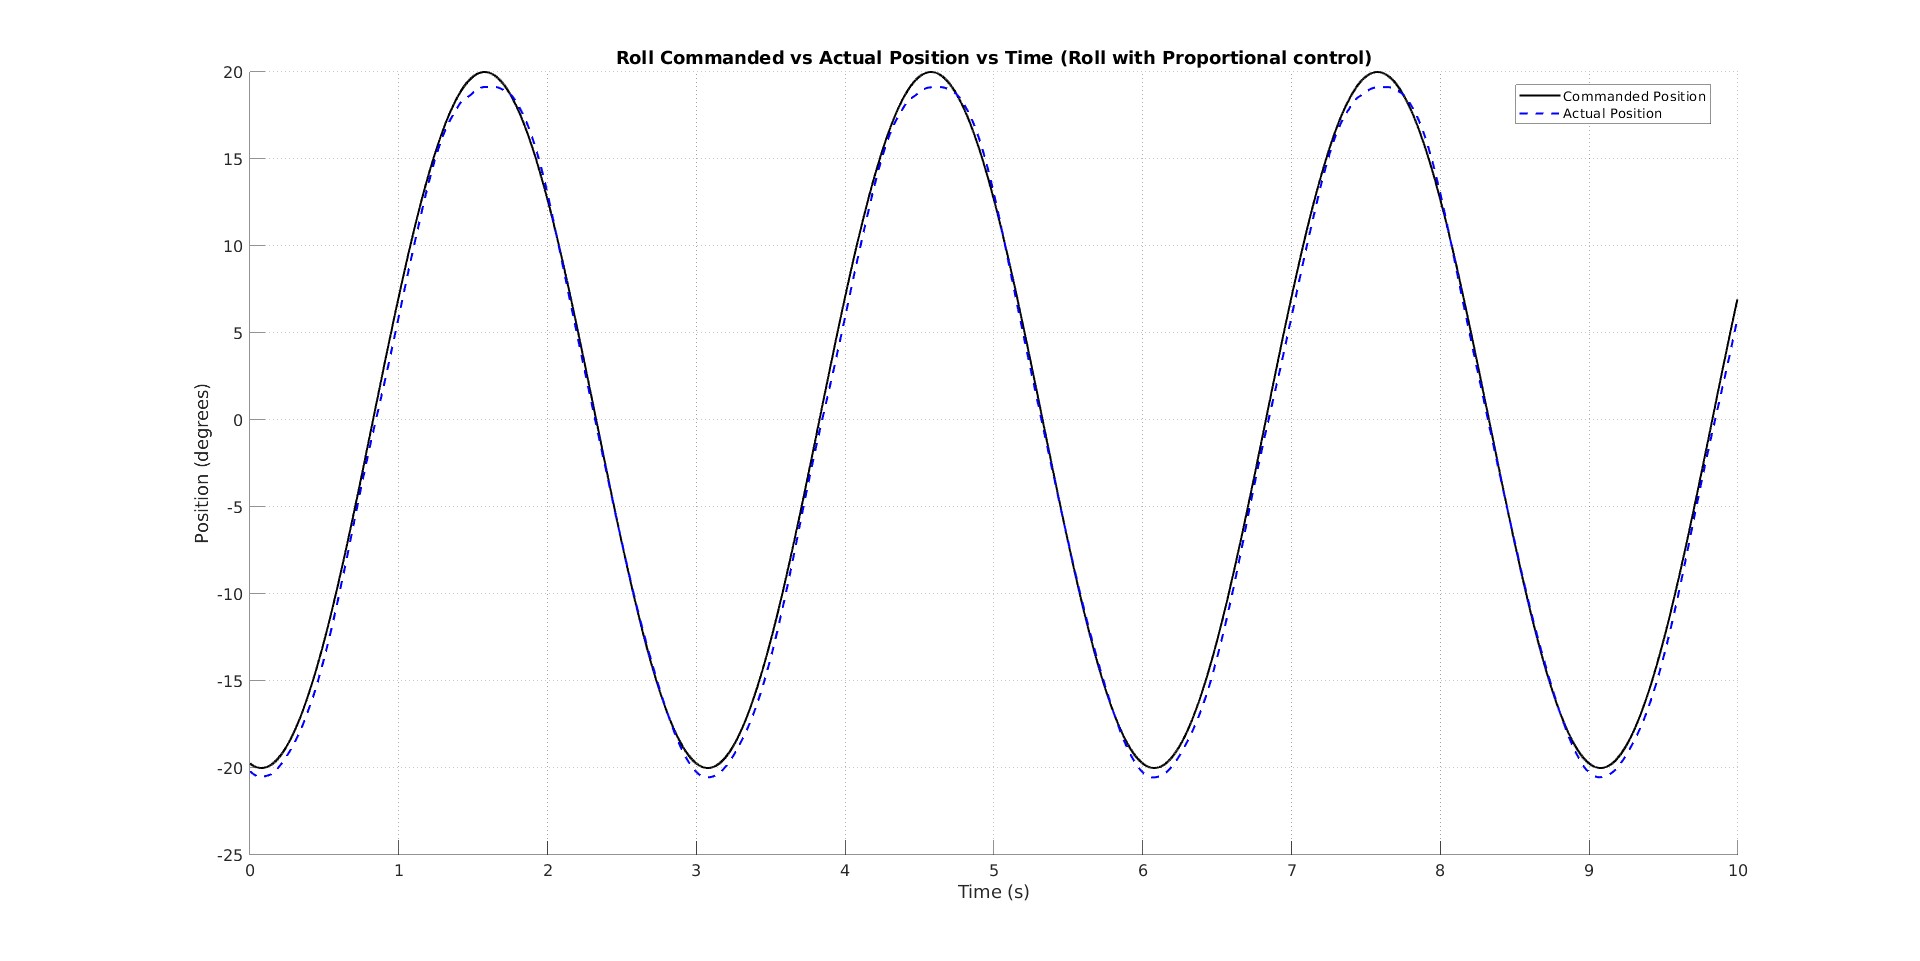 Roll Commanded vs Actual Position vs Time (Roll with Proportional control)
Commanded Position
Actual Position
20
15
10
5
0
-5
-10
-15
-20
-25
Position (degrees)
0 1 2 3 4 5 6 7 8 9 10
Time (s)